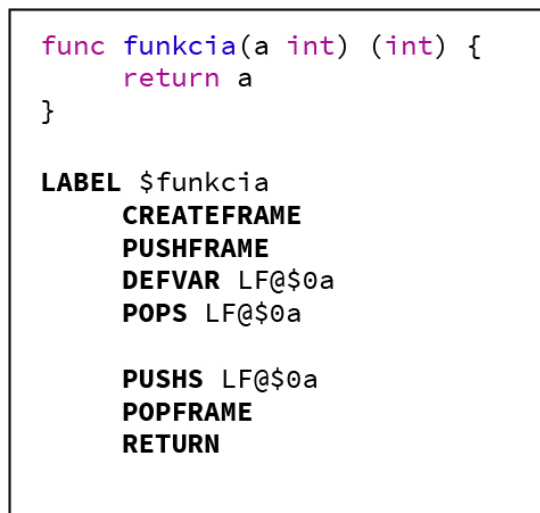 func funkcia(a int) (int) {
return a
}
LABEL $funkcia
CREATEFRAME
PUSHFRAME
DEFVAR LF@$0a
POPS LF@$0a
PUSHS LF@$0a
POPFRAME
RETURN